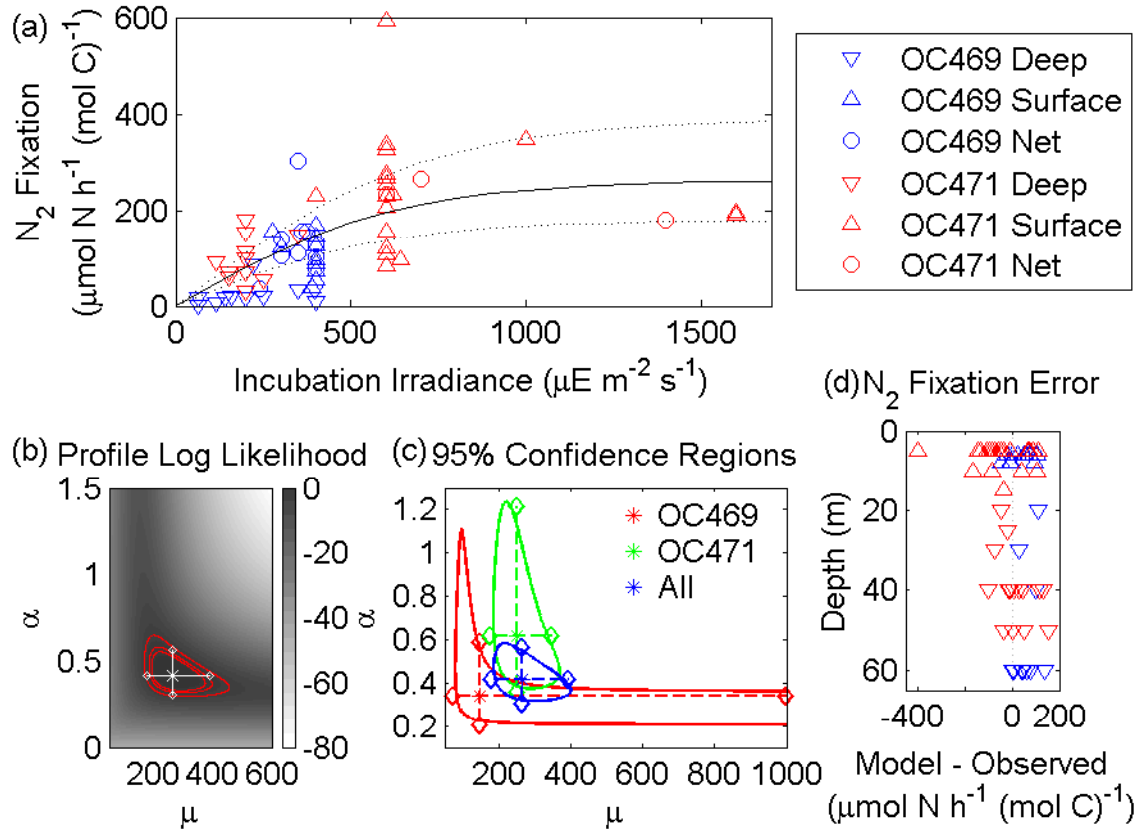 (a)
N2 Fixation
(μmol N h-1 (mol C)-1)
600
400
200
0
0 500 1000 1500
Incubation Irradiance (μE m-2 s-1)
OC469 Deep
OC469 Surface
OC469 Net
OC471 Deep
OC471 Surface
OC471 Net
(b) Profile Log Likelihood
1.5
1
0.5
0
α
200 400 600
μ
0
-20
-40
-60
-80
(c) 95% Confidence Regions
1.2
1
0.8
0.6
0.4
0.2
α
OC469
OC471
All
200 400 600 800 1000
μ
(d) N2 Fixation Error
0
20
40
60
Depth (m)
-400 0 200
Model - Observed
(μmol N h-1 (mol C)-1)